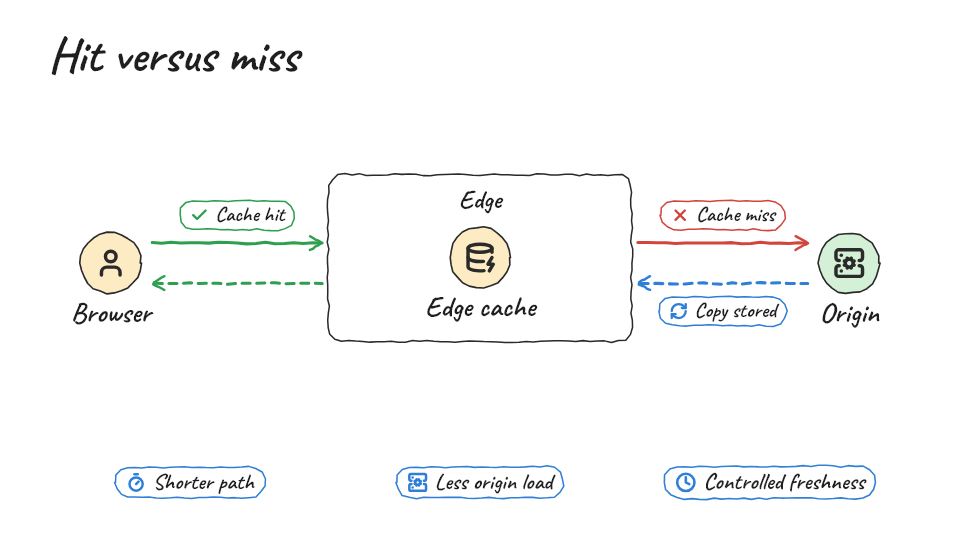 Hit versus miss
Edge
Cache hit
Cache miss
Browser
Edge cache
Copy stored
Origin
Shorter path
Less origin load
Controlled freshness